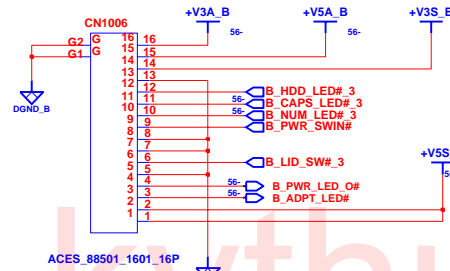 +V3A_B +V5A_B +V3S_B
CN1006
G2 G 16 16 56-
G1 G 15 15 56-
14 14
13 13
12 12 B_HDD_LED#_3
DGND_B 11 11 56- B_CAPS_LED#_3
10 10 56- B_NUM_LED#_3
9 9 B_PWR_SWIN#
8 8
7 7
6 6 B_LID_SW#_3
5 5 +V5S
4 4 56- B_PWR_LED_O#
3 3 56- B_ADPT_LED#
2 2
1 1
ACES_88501_1601_16P